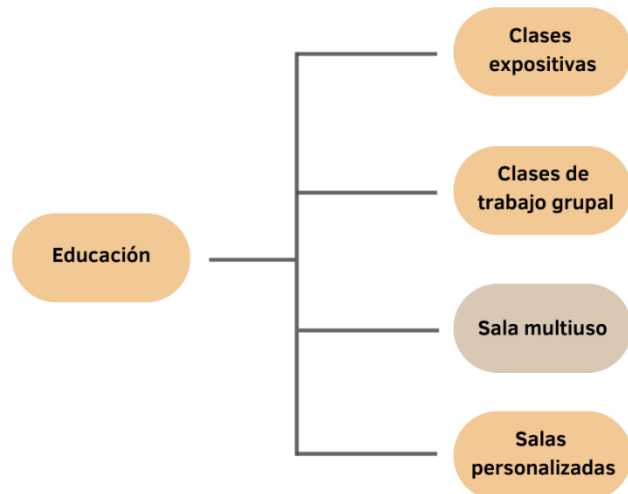 Clases
expositivas
Clases de
trabajo grupal
Educación
Sala multiuso
Salas
personalizadas